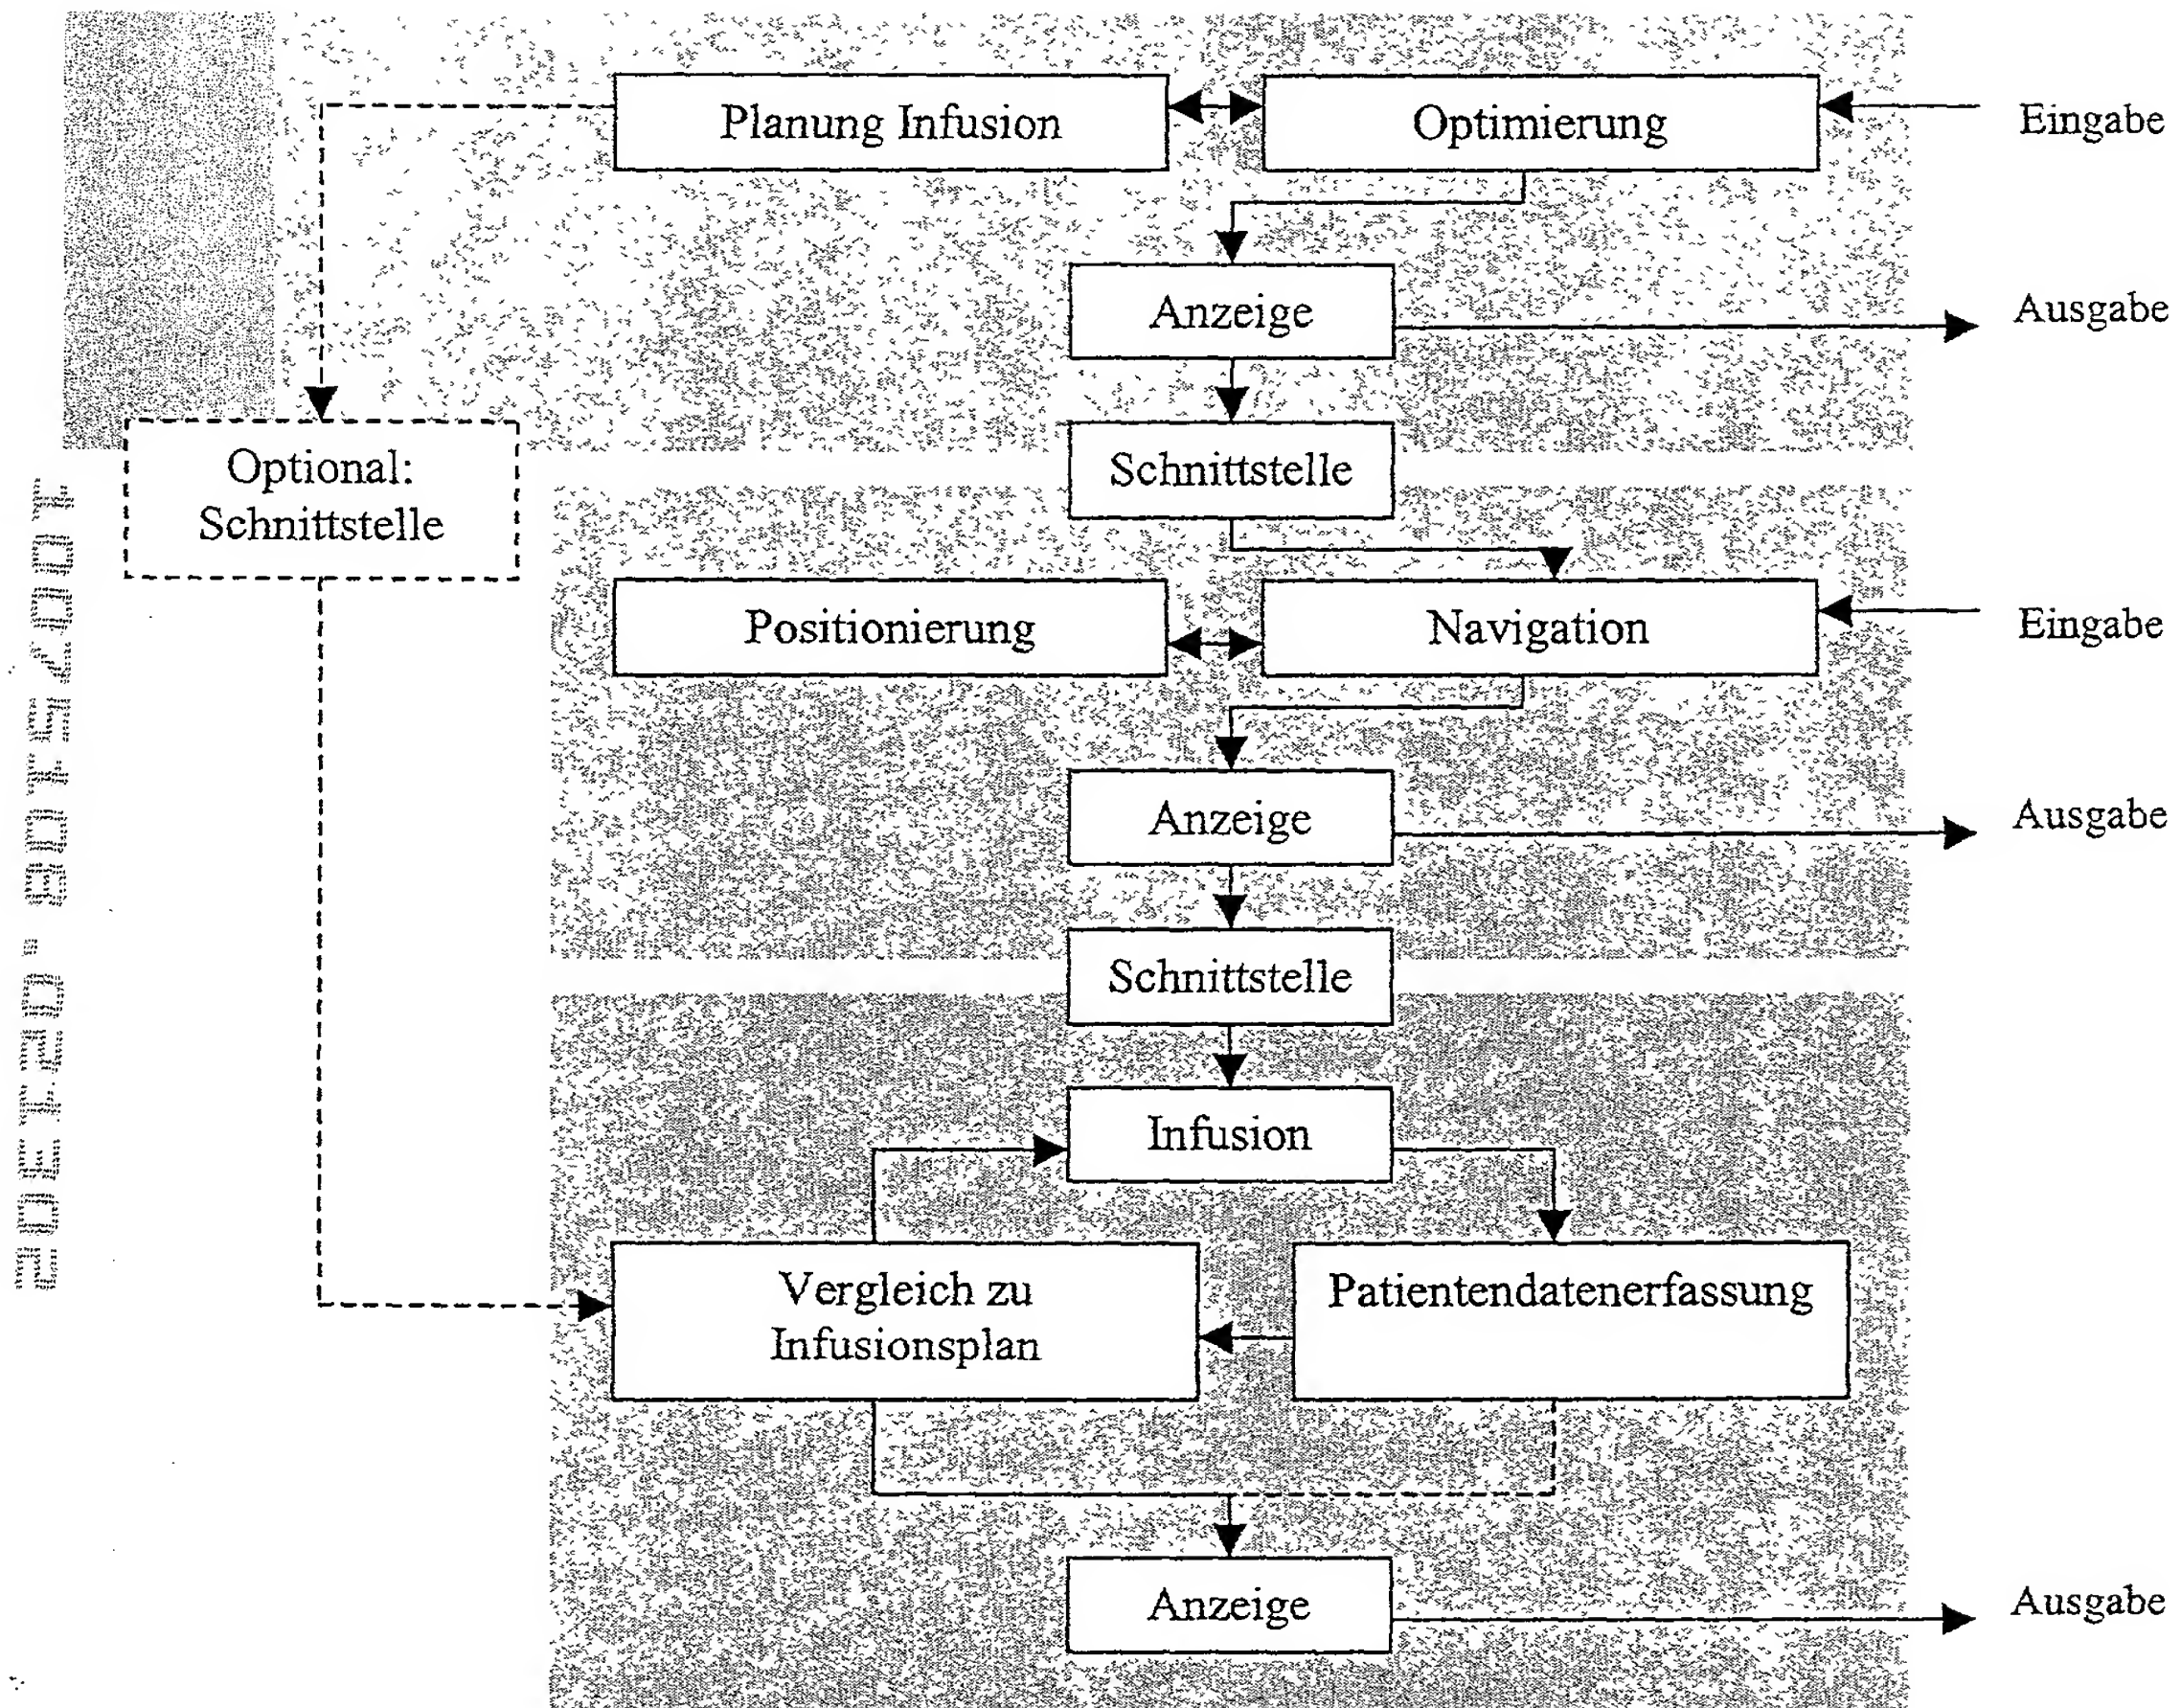 Planung Infusion
Optimierung
Eingabe
Anzeige
Ausgabe
Optional:
Schnittstelle
Schnittstelle
Positionierung
Navigation
Eingabe
Anzeige
Ausgabe
Schnittstelle
Infusion
Vergleich zu
Infusionsplan
Patientendatenerfassung
Anzeige
Ausgabe